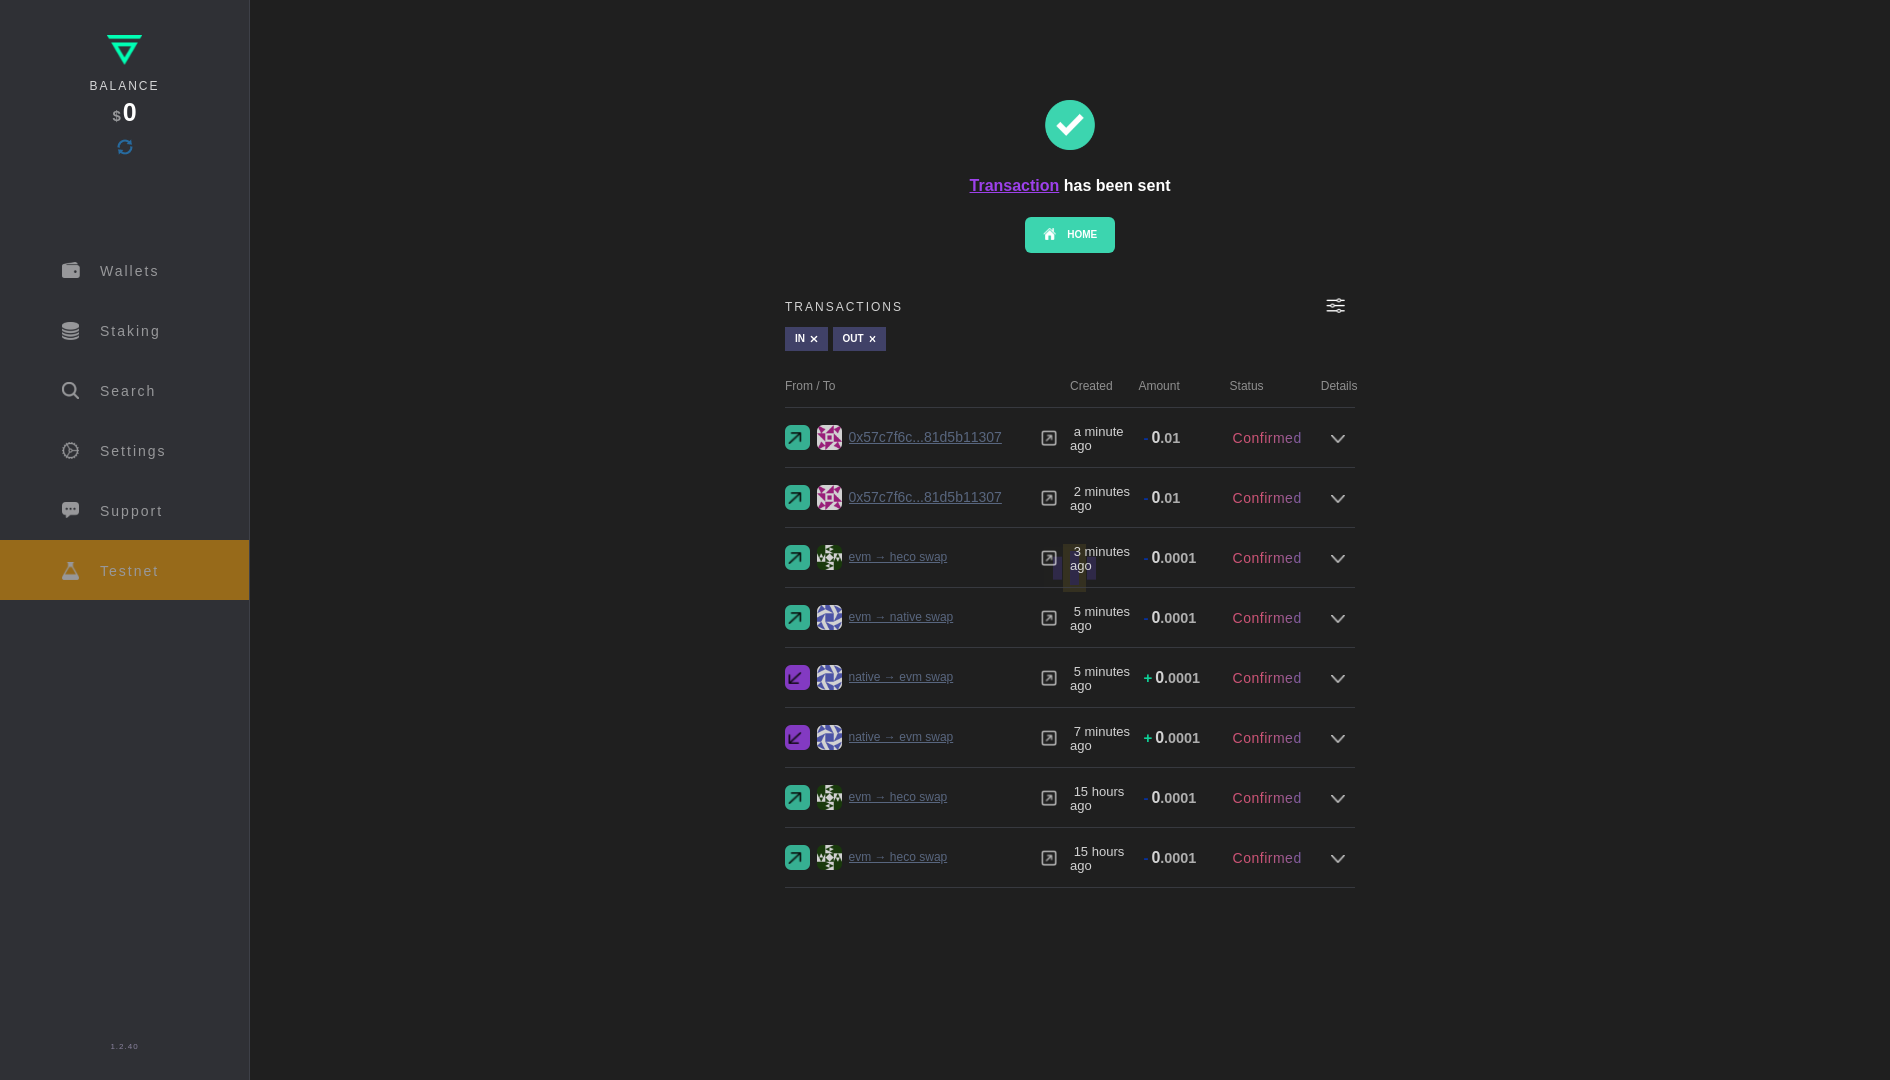 BALANCE
$0
Wallets
Staking
Search
Settings
Support
Testnet
1.2.40
Transaction has been sent
HOME
TRANSACTIONS
IN × OUT ×
From / To Created Amount Status Details
0x57c7f6c...81d5b11307 a minute ago - 0.01 Confirmed
0x57c7f6c...81d5b11307 2 minutes ago - 0.01 Confirmed
evm → heco swap 3 minutes ago - 0.0001 Confirmed
evm → native swap 5 minutes ago - 0.0001 Confirmed
native → evm swap 5 minutes ago + 0.0001 Confirmed
native → evm swap 7 minutes ago + 0.0001 Confirmed
evm → heco swap 15 hours ago - 0.0001 Confirmed
evm → heco swap 15 hours ago - 0.0001 Confirmed